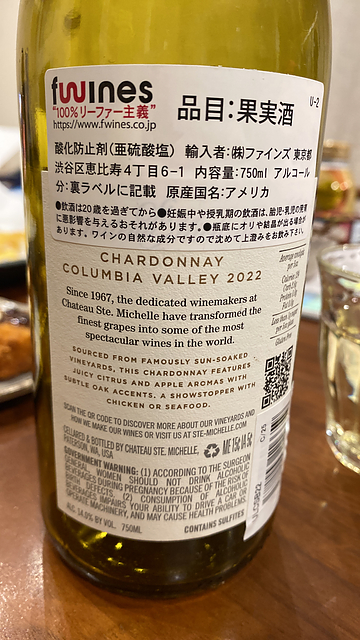 fwines
"100%リーファー主義"
https://www.fwines.co.jp
品目:果実酒
U-2
酸化防止剤(亜硫酸塩) 輸入者:㈱ファインズ 東京都
渋谷区恵比寿4丁目6-1 内容量:750ml アルコール
分:裏ラベルに記載 原産国名:アメリカ
●飲酒は20歳を過ぎてから●妊娠中や授乳期の飲酒は、胎児・乳児の発育
に悪影響を与えるおそれがあります。●瓶底にオリや結晶が出る場合が
あります。ワインの自然な成分ですので沈めて上澄みをお飲み下さい。
CHARDONNAY
COLUMBIA VALLEY 2022
Since 1967, the dedicated winemakers at
Chateau Ste. Michelle have transformed the
finest grapes into some of the most
spectacular wines in the world.
SOURCED FROM FAMOUSLY SUN-SOAKED
VINEYARDS, THIS CHARDONNAY FEATURES
JUICY CITRUS AND APPLE AROMAS WITH
SUBTLE OAK ACCENTS. A SHOWSTOPPER WITH
CHICKEN OR SEAFOOD.
SCAN THE QR CODE TO DISCOVER MORE ABOUT OUR VINEYARDS AND
HOW WE MAKE OUR WINES OR VISIT US AT STE-MICHELLE.COM
CELLARED & BOTTLED BY CHATEAU STE. MICHELLE,
PATERSON, WA, USA
ME 15¢ IA 5¢
GOVERNMENT WARNING: (1) ACCORDING TO THE SURGEON
GENERAL, WOMEN SHOULD NOT DRINK ALCOHOLIC
BEVERAGES DURING PREGNANCY BECAUSE OF THE RISK OF
BIRTH DEFECTS. (2) CONSUMPTION OF ALCOHOLIC
BEVERAGES IMPAIRS YOUR ABILITY TO DRIVE A CAR OR
OPERATE MACHINERY, AND MAY CAUSE HEALTH PROBLEMS.
ALC. 14.0% BY VOL. 750ML
CONTAINS SULFITES
Average analysis
per 5oz
Gluten Free